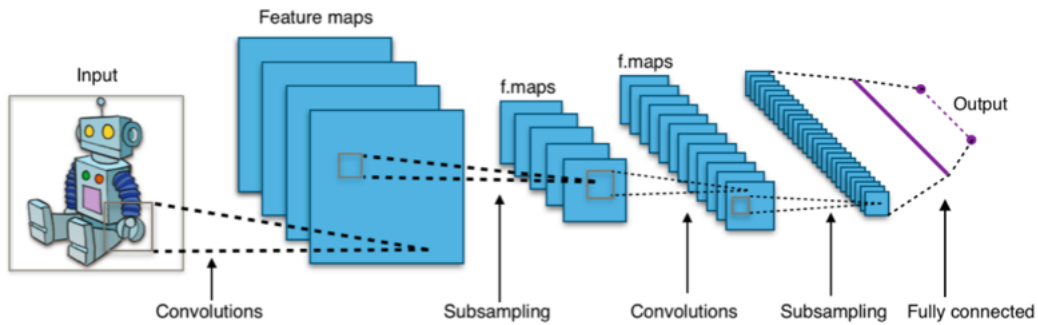 Feature maps
Input
f.maps
f.maps
Output
Convolutions
Subsampling
Convolutions
Subsampling
Fully connected